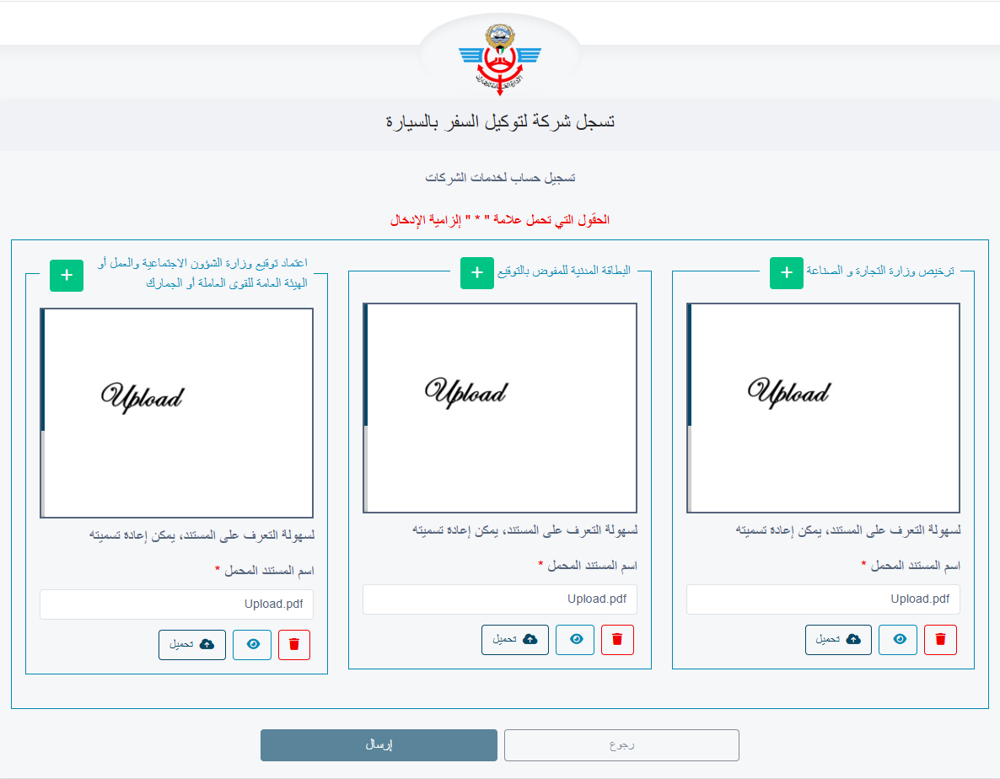 الإدارة العامة للجمارك
تسجل شركة لتوكيل السفر بالسيارة
تسجيل حساب لخدمات الشركات
الحقول التي تحمل علامة " * " إلزامية الإدخال
ترخيص وزارة التجارة و الصناعة +
Upload
لسهولة التعرف على المستند، يمكن إعادة تسميته
اسم المستند المحمل *
Upload.pdf
تحميل
البطاقة المدنية للمفوض بالتوقيع +
Upload
لسهولة التعرف على المستند، يمكن إعادة تسميته
اسم المستند المحمل *
Upload.pdf
تحميل
اعتماد توقيع وزارة الشؤون الاجتماعية والعمل أو
الهيئة العامة للقوى العاملة أو الجمارك +
Upload
لسهولة التعرف على المستند، يمكن إعادة تسميته
اسم المستند المحمل *
Upload.pdf
تحميل
رجوع
إرسال